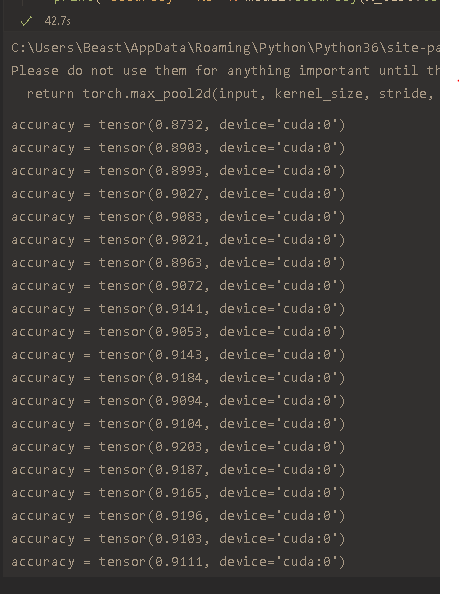 42.7s
C:\Users\Beast\AppData\Roaming\Python\Python36\site-pa
Please do not use them for anything important until th
return torch.max_pool2d(input, kernel_size, stride,
accuracy = tensor(0.8732, device='cuda:0')
accuracy = tensor(0.8903, device='cuda:0')
accuracy = tensor(0.8993, device='cuda:0')
accuracy = tensor(0.9027, device='cuda:0')
accuracy = tensor(0.9083, device='cuda:0')
accuracy = tensor(0.9021, device='cuda:0')
accuracy = tensor(0.8963, device='cuda:0')
accuracy = tensor(0.9072, device='cuda:0')
accuracy = tensor(0.9141, device='cuda:0')
accuracy = tensor(0.9053, device='cuda:0')
accuracy = tensor(0.9143, device='cuda:0')
accuracy = tensor(0.9184, device='cuda:0')
accuracy = tensor(0.9094, device='cuda:0')
accuracy = tensor(0.9104, device='cuda:0')
accuracy = tensor(0.9203, device='cuda:0')
accuracy = tensor(0.9187, device='cuda:0')
accuracy = tensor(0.9165, device='cuda:0')
accuracy = tensor(0.9196, device='cuda:0')
accuracy = tensor(0.9103, device='cuda:0')
accuracy = tensor(0.9111, device='cuda:0')